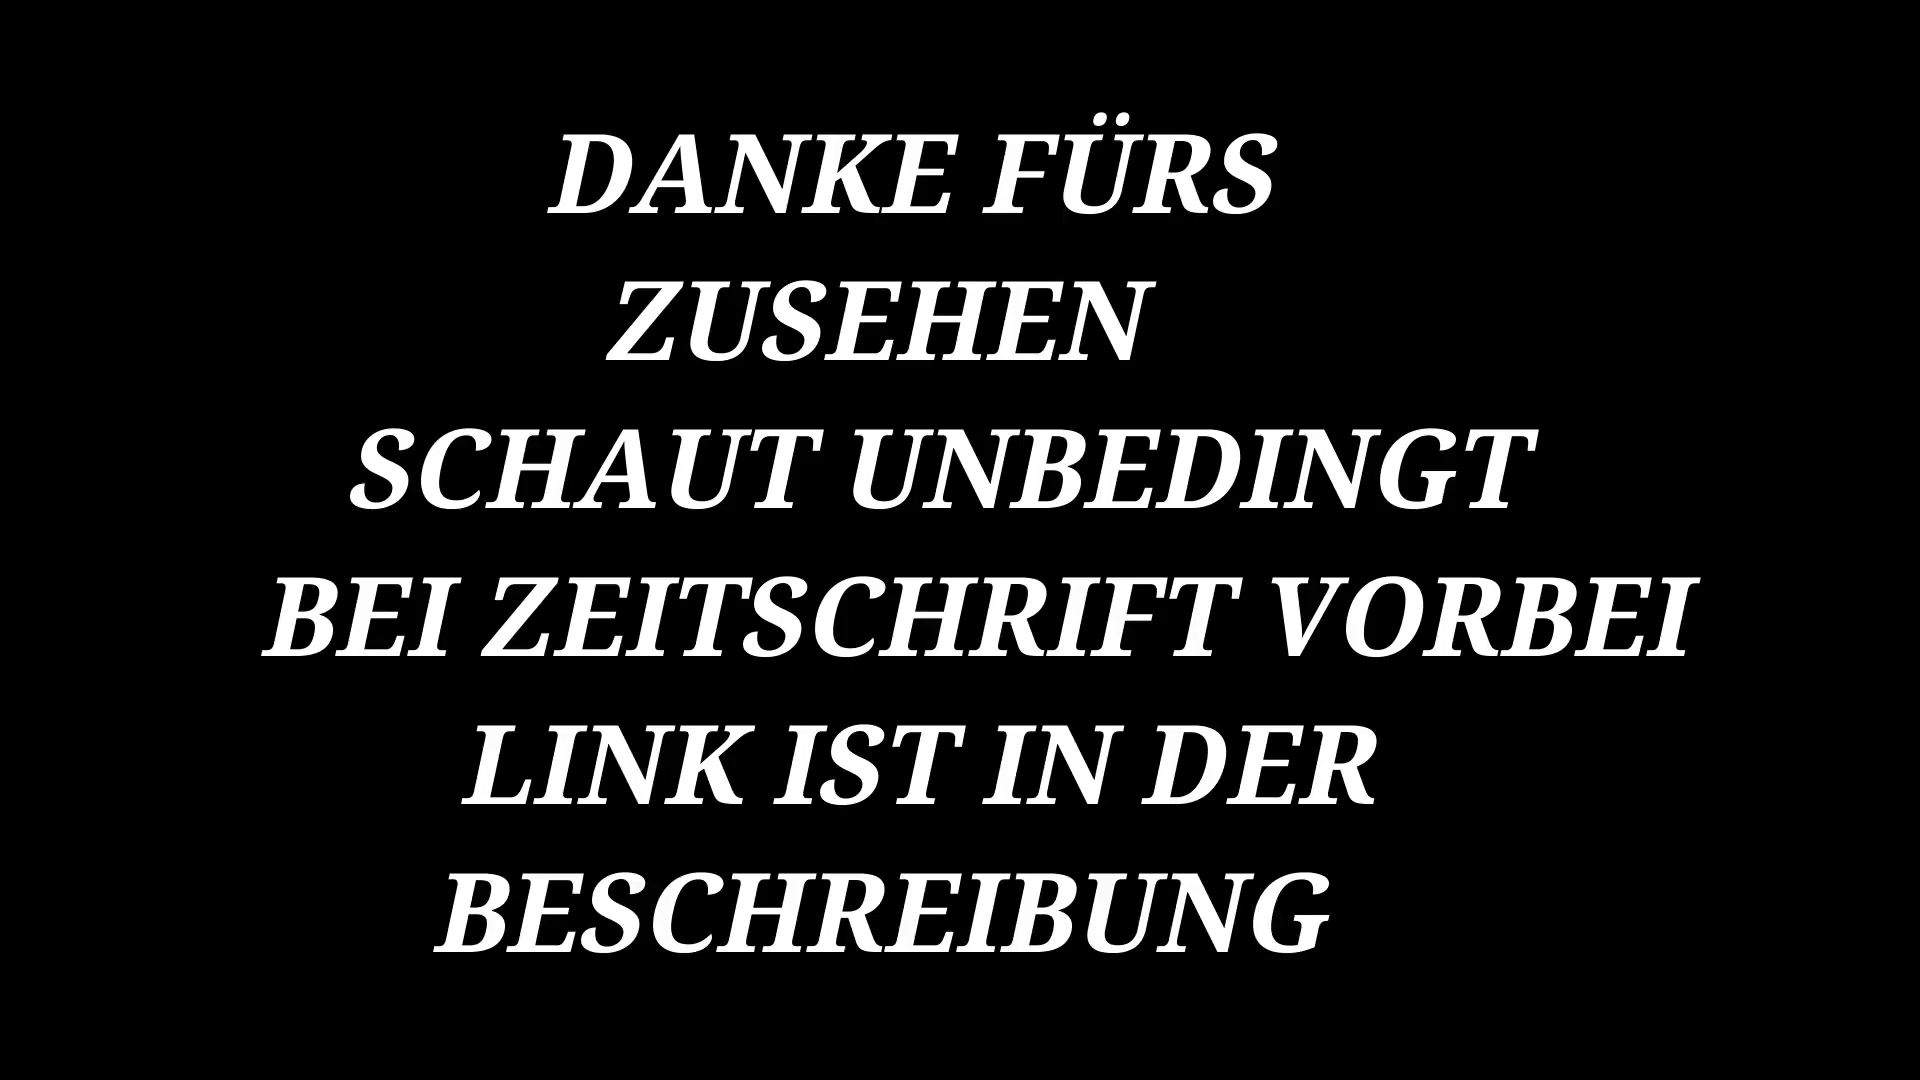 DANKE FÜRS
ZUSEHEN
SCHAUT UNBEDINGT
BEI ZEITSCHRIFT VORBEI
LINK IST IN DER
BESCHREIBUNG